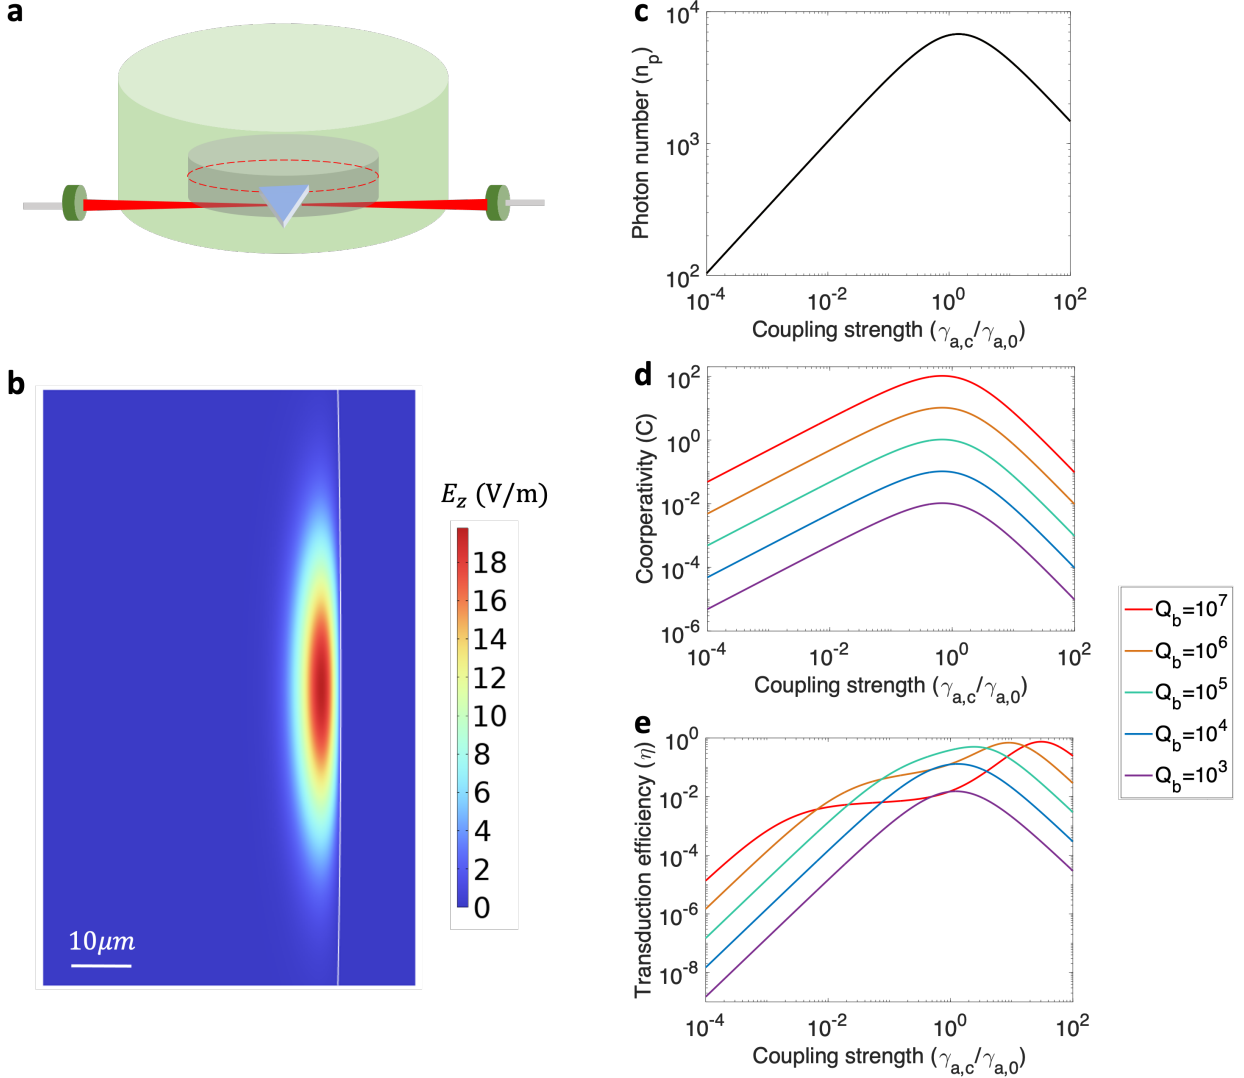 a
b
E_z (V/m)
18
16
14
12
10
8
6
4
2
0
10μm
c
Photon number (n_p)
10^4
10^3
10^2
10^-4
10^-2
10^0
10^2
Coupling strength (γ_a,c/γ_a,0)
d
Coorperativity (C)
10^2
10^0
10^-2
10^-4
10^-6
10^-4
10^-2
10^0
10^2
Coupling strength (γ_a,c/γ_a,0)
e
Transduction efficiency (η)
10^0
10^-2
10^-4
10^-6
10^-8
10^-4
10^-2
10^0
10^2
Coupling strength (γ_a,c/γ_a,0)
Q_b=10^7
Q_b=10^6
Q_b=10^5
Q_b=10^4
Q_b=10^3